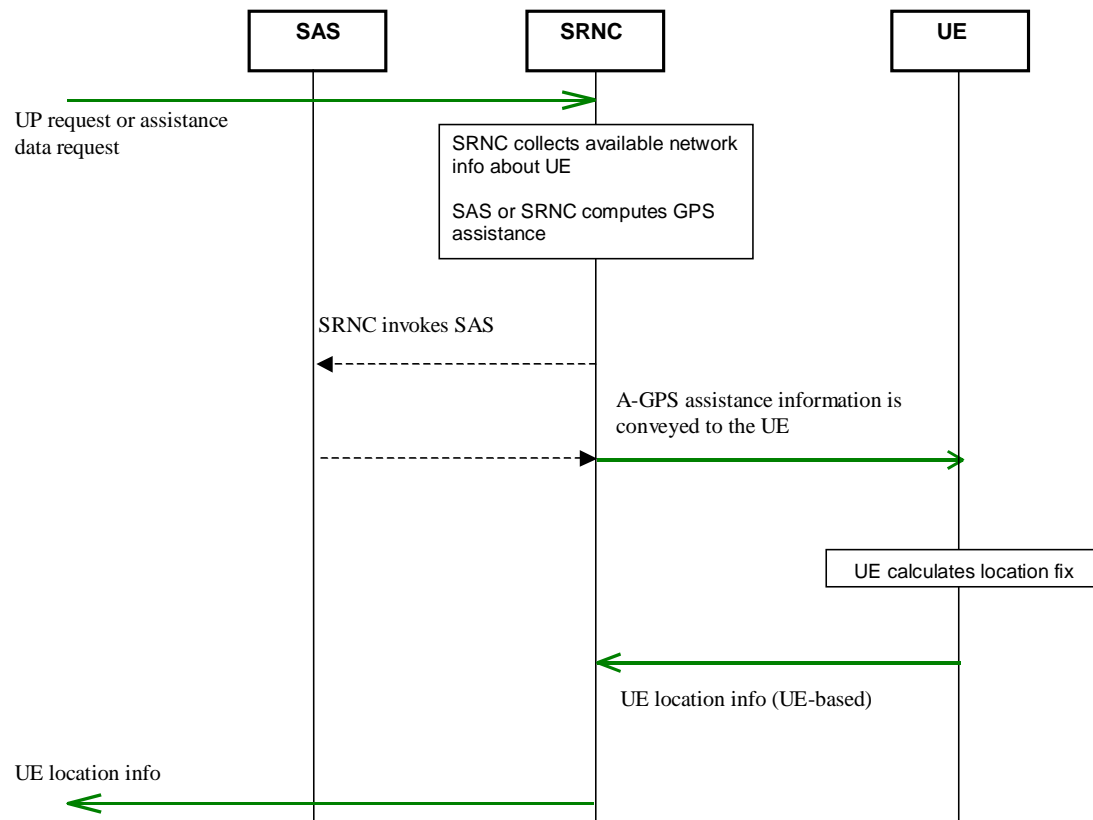 SAS
SRNC
UE
UP request or assistance
data request
SRNC collects available network
info about UE
SAS or SRNC computes GPS
assistance
SRNC invokes SAS
A-GPS assistance information is
conveyed to the UE
UE calculates location fix
UE location info (UE-based)
UE location info